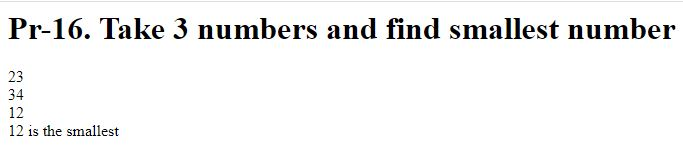 Pr-16. Take 3 numbers and find smallest number
23
34
12
12 is the smallest